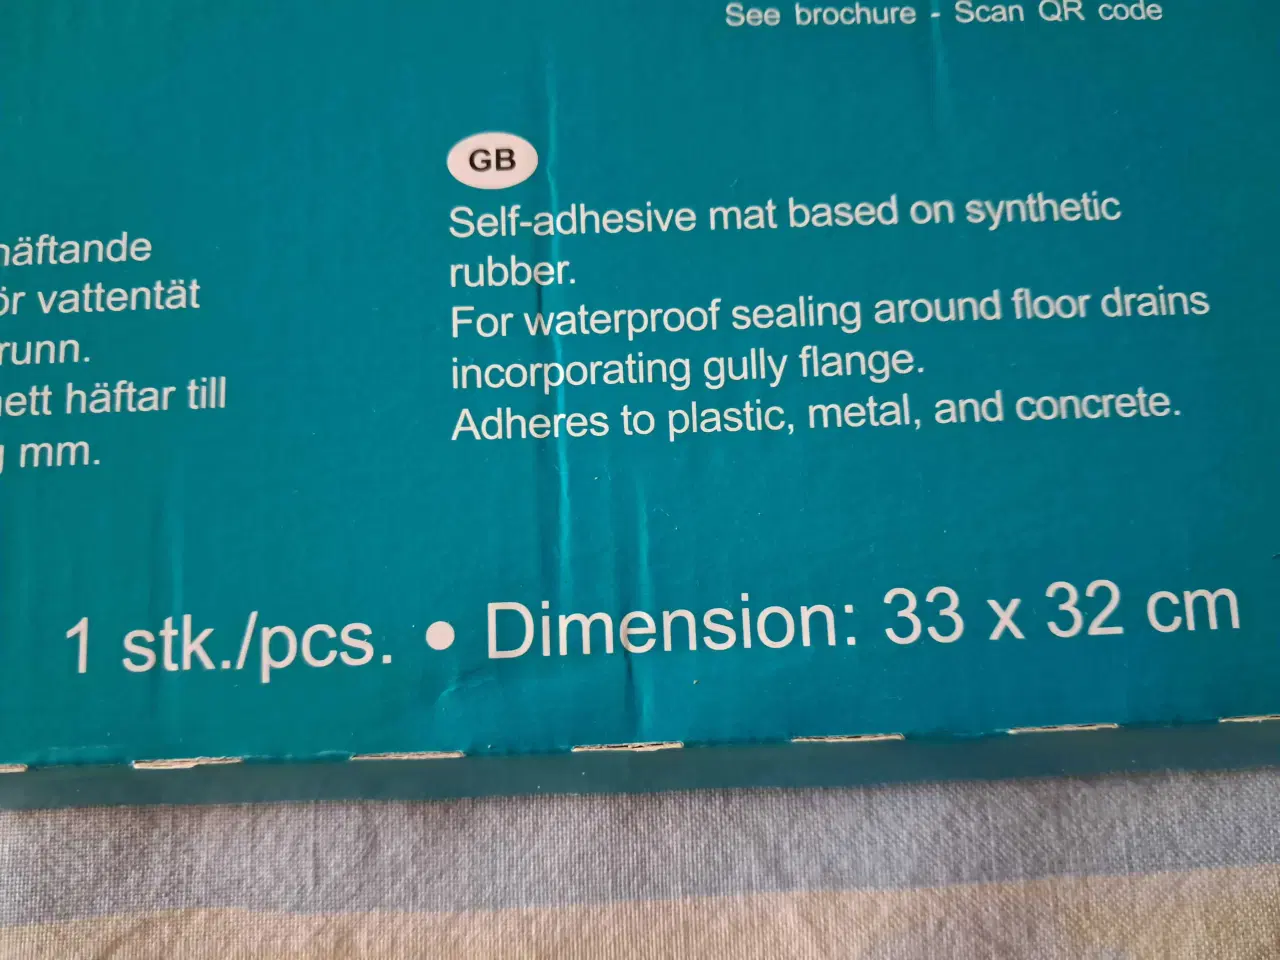 See brochure - Scan QR code
häftande
ör vattentät
runn.
ett häftar till
mm.
GB
Self-adhesive mat based on synthetic
rubber.
For waterproof sealing around floor drains
incorporating gully flange.
Adheres to plastic, metal, and concrete.
1 stk./pcs. • Dimension: 33 x 32 cm